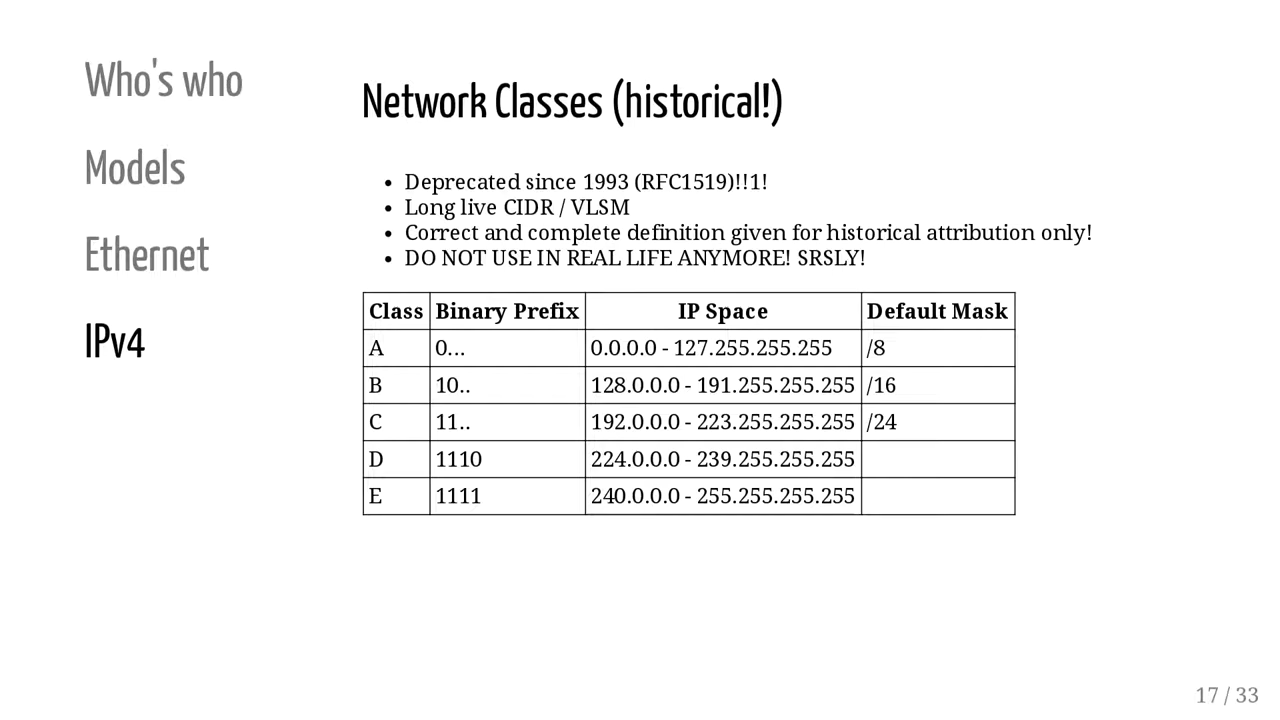 Who's who
Models
Ethernet
IPv4
Network Classes (historical!)
• Deprecated since 1993 (RFC1519)!!1!
• Long live CIDR / VLSM
• Correct and complete definition given for historical attribution only!
• DO NOT USE IN REAL LIFE ANYMORE! SRSLY!
Class Binary Prefix IP Space Default Mask
A 0... 0.0.0.0 - 127.255.255.255 /8
B 10.. 128.0.0.0 - 191.255.255.255 /16
C 11.. 192.0.0.0 - 223.255.255.255 /24
D 1110 224.0.0.0 - 239.255.255.255
E 1111 240.0.0.0 - 255.255.255.255
17 / 33